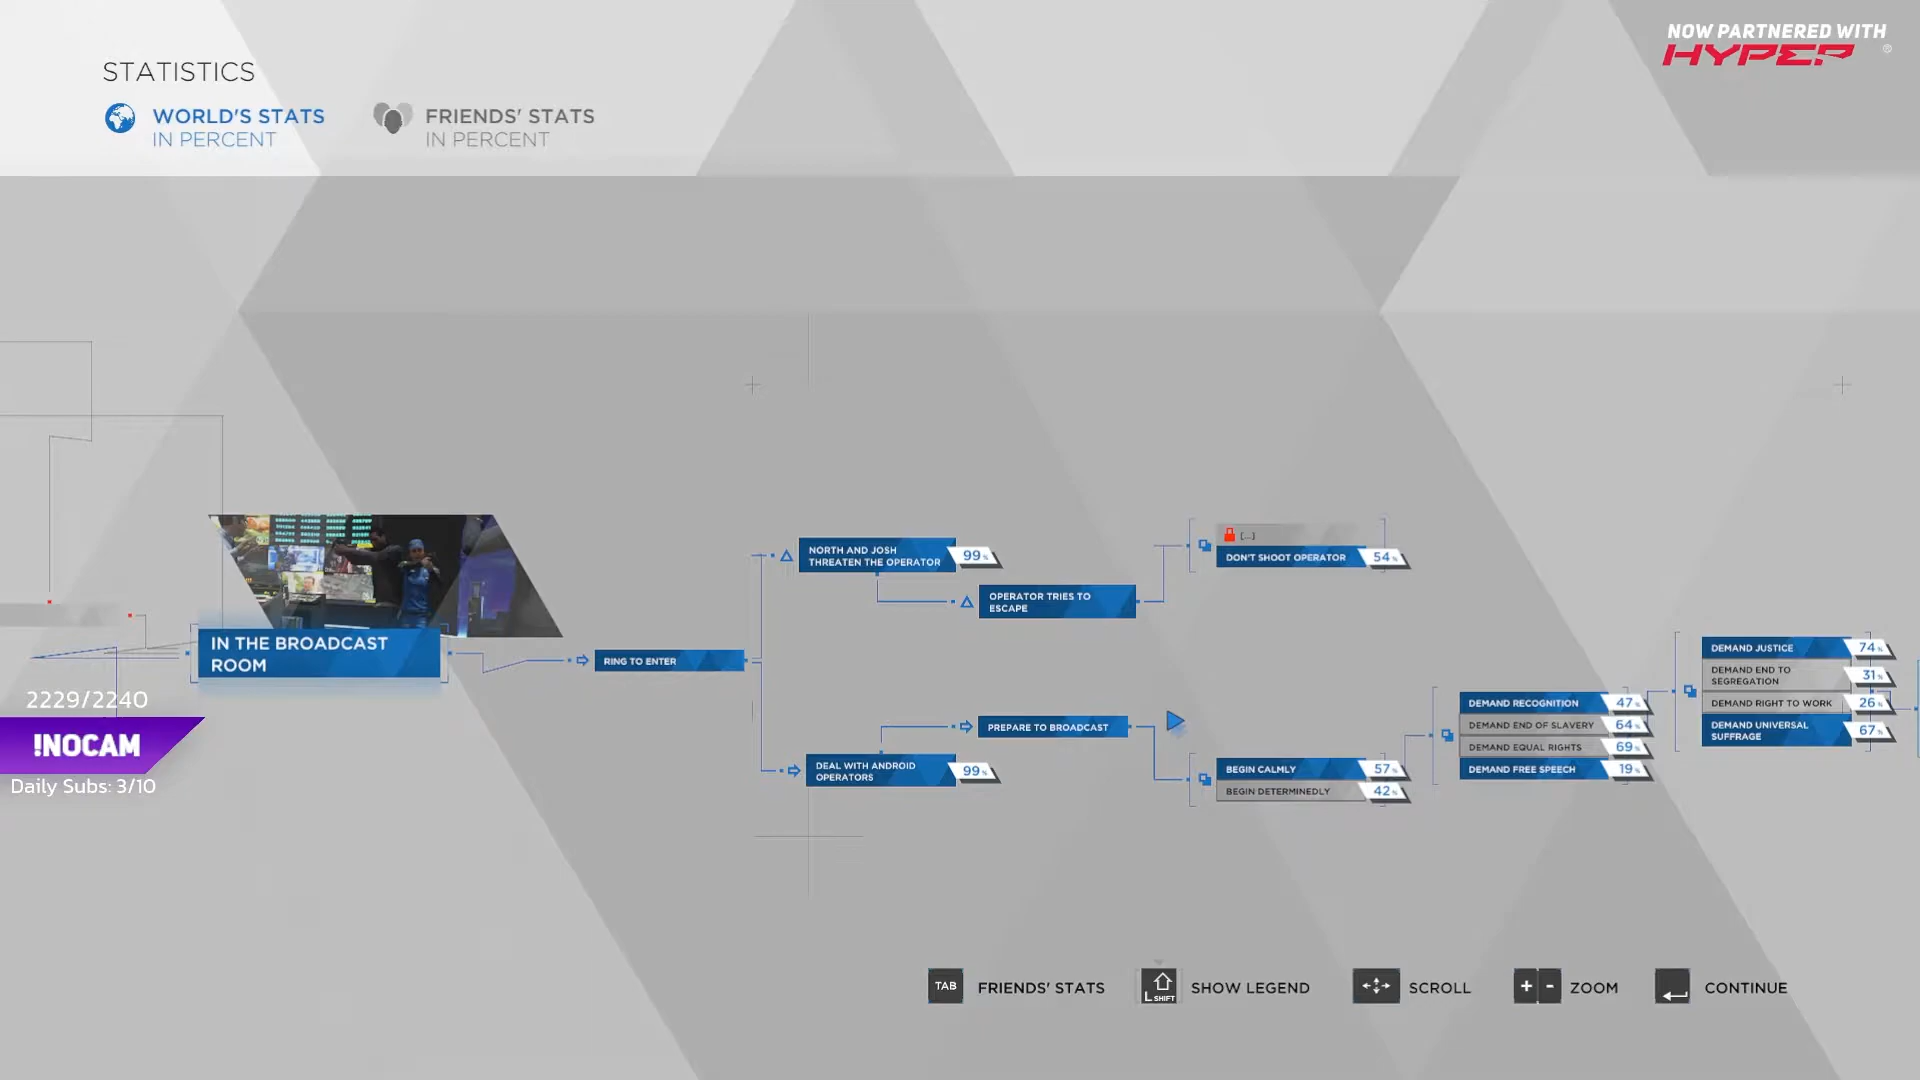 NOW PARTNERED WITH
HYPER
STATISTICS
WORLD'S STATS
IN PERCENT
FRIENDS' STATS
IN PERCENT
IN THE BROADCAST
ROOM
RING TO ENTER
NORTH AND JOSH
THREATEN THE OPERATOR
99%
OPERATOR TRIES TO
ESCAPE
[...]
DON'T SHOOT OPERATOR 54%
DEAL WITH ANDROID
OPERATORS
99%
PREPARE TO BROADCAST
BEGIN CALMLY 57%
BEGIN DETERMINEDLY 42%
DEMAND RECOGNITION 47%
DEMAND END OF SLAVERY 64%
DEMAND EQUAL RIGHTS 69%
DEMAND FREE SPEECH 19%
DEMAND JUSTICE 74%
DEMAND END TO
SEGREGATION
31%
DEMAND RIGHT TO WORK 26%
DEMAND UNIVERSAL
SUFFRAGE
67%
2229/2240
!NOCAM
Daily Subs: 3/10
TAB FRIENDS' STATS
L SHIFT SHOW LEGEND
SCROLL
+ - ZOOM
CONTINUE